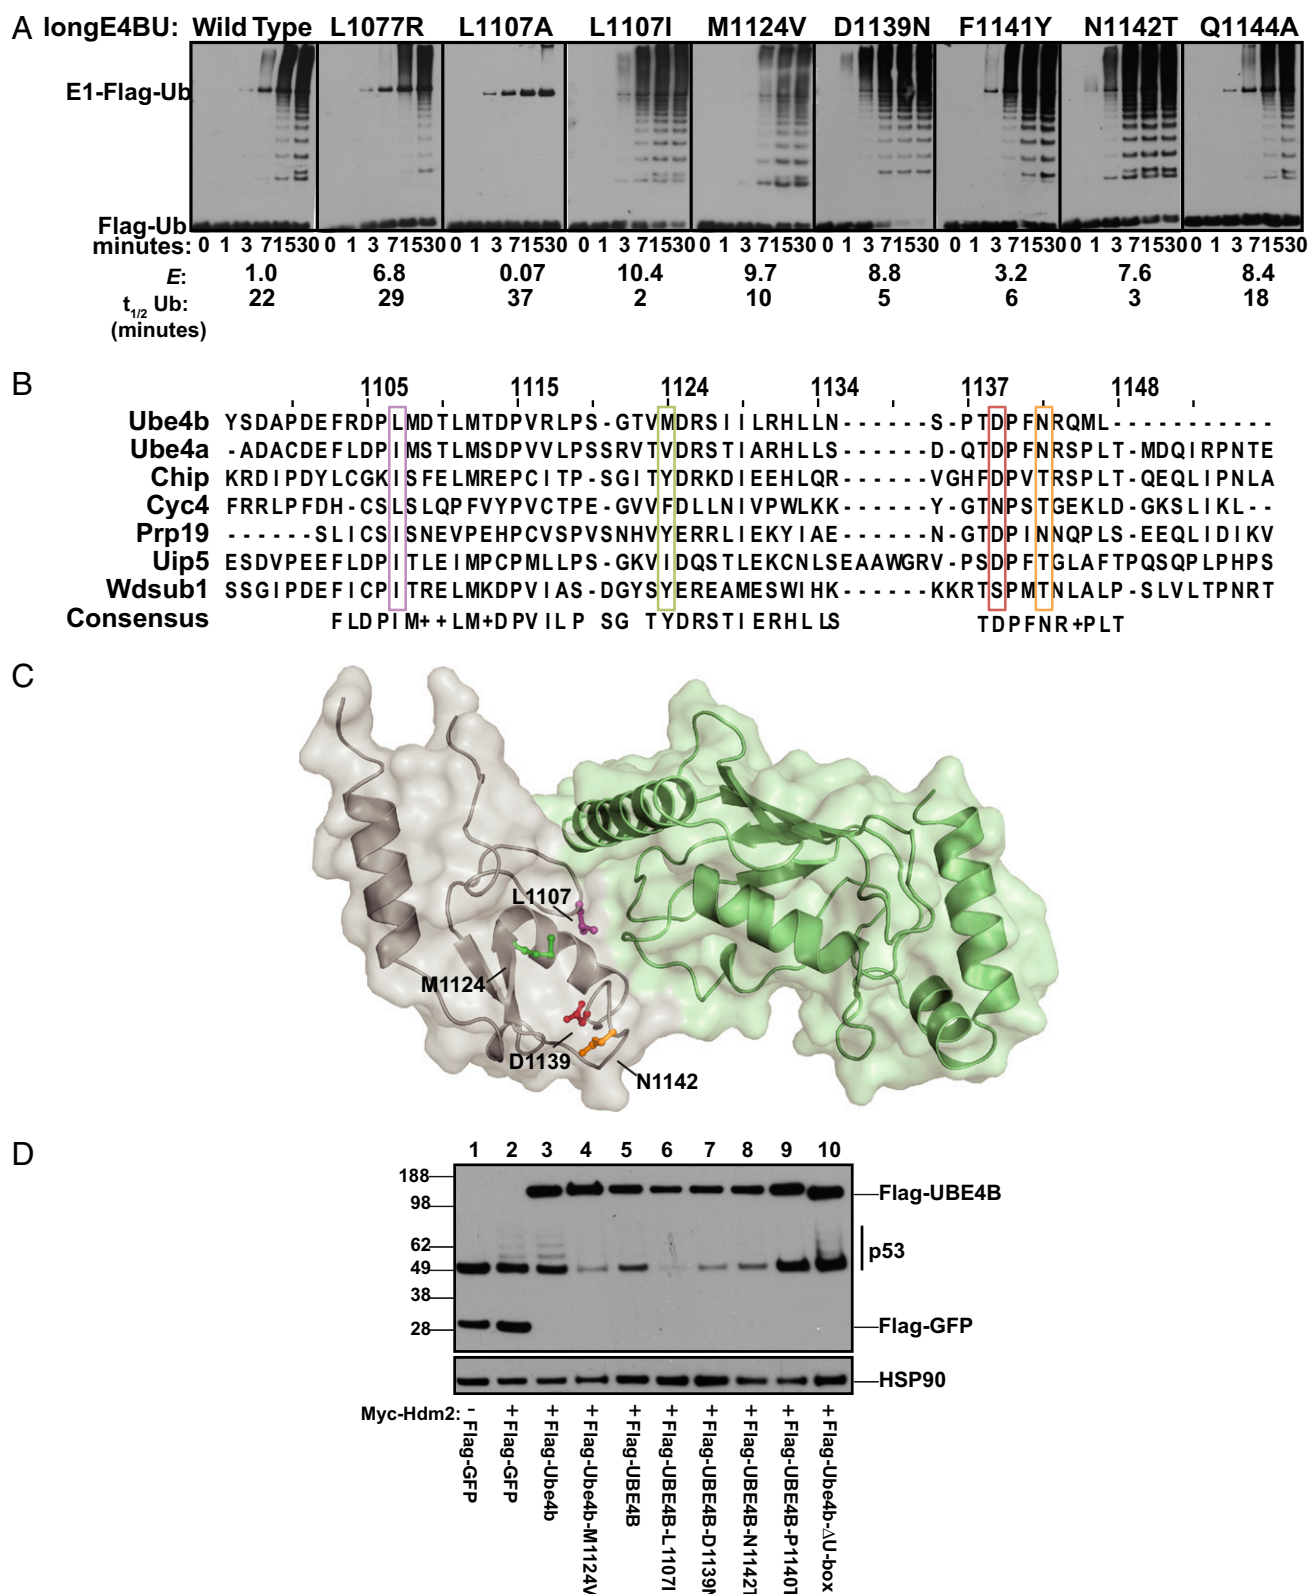 A longE4BU: Wild Type L1077R L1107A L1107I M1124V D1139N F1141Y N1142T Q1144A
E1-Flag-Ub
Flag-Ub
minutes: 0 1 3 7 15 30 0 1 3 7 15 30 0 1 3 7 15 30 0 1 3 7 15 30 0 1 3 7 15 30 0 1 3 7 15 30 0 1 3 7 15 30 0 1 3 7 15 30 0 1 3 7 15 30
E: 1.0 6.8 0.07 10.4 9.7 8.8 3.2 7.6 8.4
t1/2 Ub: 22 29 37 2 10 5 6 3 18
(minutes)
B
1105 1115 1124 1134 1137 1148
Ube4b YSDAPDEFRDPLMDTLMTDPVRLPS-GTVMDRSIILRHLLN------S-PTDPFNRQML-----------
Ube4a -ADACDEFLDPIMSTLMSDPVVLPSSRVTVDRSTIARHLLS------D-QTDPFNRSPLT-MDQIRPNTE
Chip KRDIPDYLCGKISFELMREPCITP-SGITYDRKDIEEHLQR------VGHFDPVTRSPLT-QEQLIPNLA
Cyc4 FRRLPFDH-CSLSLQPFVYPVCTPE-GVVFDLLNIVPWLKK------Y-GTNPSTGEKLD-GKSLIKL--
Prp19 ------SLICSISNEVPEHPCVSPVSNHVYERRLIEKYIAE------N-GTDPINNQPLS-EEQLIDIKV
Uip5 ESDVPEEFLDPITLEIMPCPMLLPS-GKVIDQSTLEKCNLSEAAWGRV-PSDPFTGLAFTPQSQPLPHPS
Wdsub1 SSGIPDEFICPITRELMKDPVIAS-DGYSYEREAMESWIHK------KKRTSPMTNLALP-SLVLTPNRT
Consensus FLDPIM++LM+DPVILP SG TYDRSTIERHLLS TDPFNR+PLT
C
L1107
M1124
D1139
N1142
D
1 2 3 4 5 6 7 8 9 10
188
98
62
49
38
28
Flag-UBE4B
p53
Flag-GFP
HSP90
Myc-Hdm2: - + + + + + + + + +
Flag-GFP
Flag-GFP
Flag-Ube4b
Flag-Ube4b-M1124V
Flag-UBE4B
Flag-UBE4B-L1107I
Flag-UBE4B-D1139N
Flag-UBE4B-N1142T
Flag-UBE4B-P1140T
Flag-Ube4b-ΔU-box